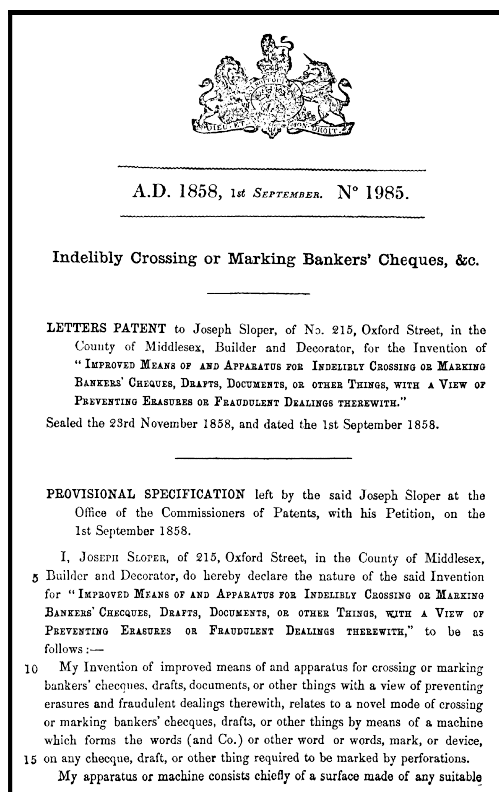 DIEU ET MON DROIT.
A.D. 1858, 1st SEPTEMBER. N° 1985.
Indelibly Crossing or Marking Bankers' Cheques, &c.
LETTERS PATENT to Joseph Sloper, of No. 215, Oxford Street, in the
County of Middlesex, Builder and Decorator, for the Invention of
"IMPROVED MEANS OF AND APPARATUS FOR INDELIBLY CROSSING OR MARKING
BANKERS' CHEQUES, DRAFTS, DOCUMENTS, OR OTHER THINGS, WITH A VIEW OF
PREVENTING ERASURES OR FRAUDULENT DEALINGS THEREWITH."
Sealed the 23rd November 1858, and dated the 1st September 1858.
PROVISIONAL SPECIFICATION left by the said Joseph Sloper at the
Office of the Commissioners of Patents, with his Petition, on the
1st September 1858.
I, JOSEPH SLOPER, of 215, Oxford Street, in the County of Middlesex,
5 Builder and Decorator, do hereby declare the nature of the said Invention
for "IMPROVED MEANS OF AND APPARATUS FOR INDELIBLY CROSSING OR MARKING
BANKERS' CHECQUES, DRAFTS, DOCUMENTS, OR OTHER THINGS, WITH A VIEW OF
PREVENTING ERASURES OR FRAUDULENT DEALINGS THEREWITH," to be as
follows:—
10 My Invention of improved means of and apparatus for crossing or marking
bankers' checques, drafts, documents, or other things with a view of preventing
erasures and fraudulent dealings therewith, relates to a novel mode of crossing
or marking bankers' checques, drafts, or other things by means of a machine
which forms the words (and Co.) or other word or words, mark, or device,
15 on any checque, draft, or other thing required to be marked by perforations.
My apparatus or machine consists chiefly of a surface made of any suitable